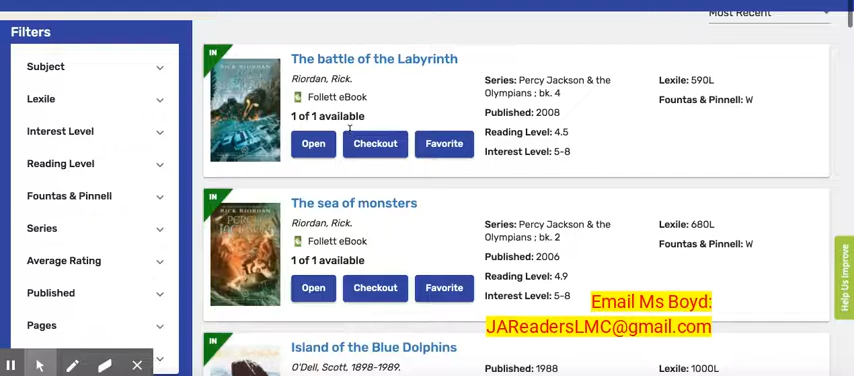 Most Recent
Filters
Subject
Lexile
Interest Level
Reading Level
Fountas & Pinnell
Series
Average Rating
Published
Pages
IN
The battle of the Labyrinth
Riordan, Rick.
Follett eBook
1 of 1 available
Open Checkout Favorite
Series: Percy Jackson & the
Olympians ; bk. 4
Published: 2008
Reading Level: 4.5
Interest Level: 5-8
Lexile: 590L
Fountas & Pinnell: W
IN
The sea of monsters
Riordan, Rick.
Follett eBook
1 of 1 available
Open Checkout Favorite
Series: Percy Jackson & the
Olympians ; bk. 2
Published: 2006
Reading Level: 4.9
Interest Level: 5-8
Lexile: 680L
Fountas & Pinnell: W
Email Ms Boyd:
JAReadersLMC@gmail.com
IN
Island of the Blue Dolphins
O'Dell, Scott, 1898-1989.
Published: 1988
Lexile: 1000L
Help Us Improve